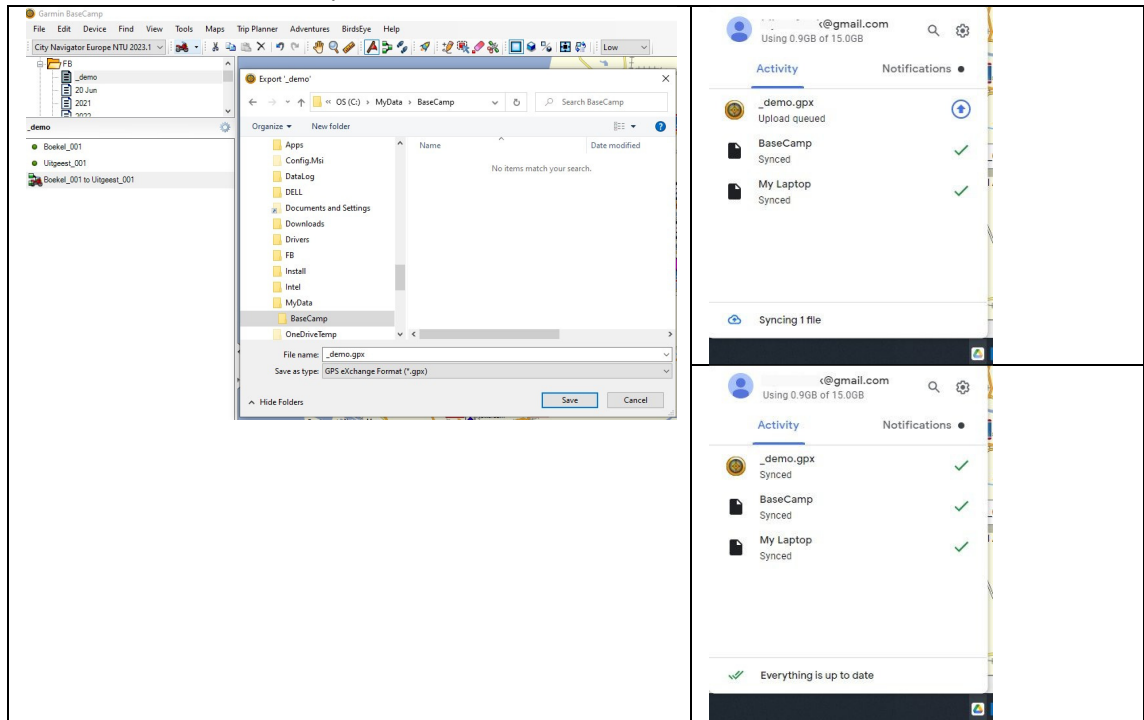 Garmin BaseCamp
File Edit Device Find View Tools Maps Trip Planner Adventures BirdsEye Help
City Navigator Europe NTU 2023.1
Low
FB
_demo
20 Jun
2021
2022
_demo
Boekel_001
Uitgeest_001
Boekel_001 to Uitgeest_001
Export '_demo'
« OS (C:) › MyData › BaseCamp
Search BaseCamp
Organize New folder
Name Date modified
No items match your search.
Apps
Config.Msi
DataLog
DELL
Documents and Settings
Downloads
Drivers
FB
Install
Intel
MyData
BaseCamp
OneDriveTemp
File name: _demo.gpx
Save as type: GPS eXchange Format (*.gpx)
Hide Folders
Save Cancel
@gmail.com
Using 0.9GB of 15.0GB
Activity Notifications
_demo.gpx
Upload queued
BaseCamp
Synced
My Laptop
Synced
Syncing 1 file
@gmail.com
Using 0.9GB of 15.0GB
Activity Notifications
_demo.gpx
Synced
BaseCamp
Synced
My Laptop
Synced
Everything is up to date